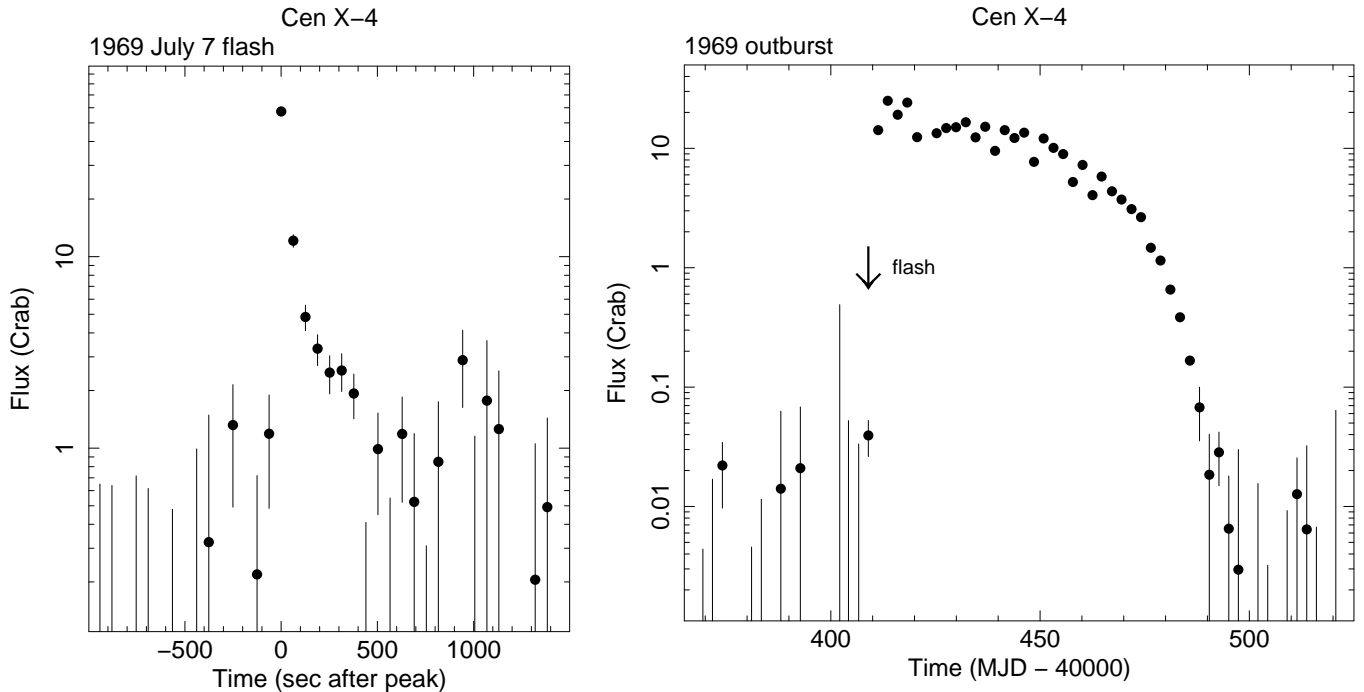 Cen X−4
1969 July 7 flash
10
1
Flux (Crab)
−500 0 500 1000
Time (sec after peak)
Cen X−4
1969 outburst
flash
10
1
0.1
0.01
Flux (Crab)
400 450 500
Time (MJD − 40000)